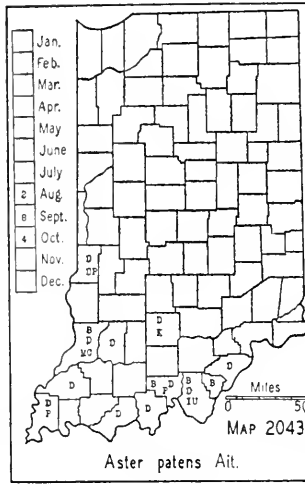 Jan.
Feb.
Mar.
Apr.
May
June
July
2 Aug.
8 Sept.
4 Oct.
Nov.
Dec.
D
DP
B
D
MC
D
D
K
D
D
P
D
D
B D
P
B
D
IU
B
D
Miles
0 50
MAP 2043
Aster patens Ait.